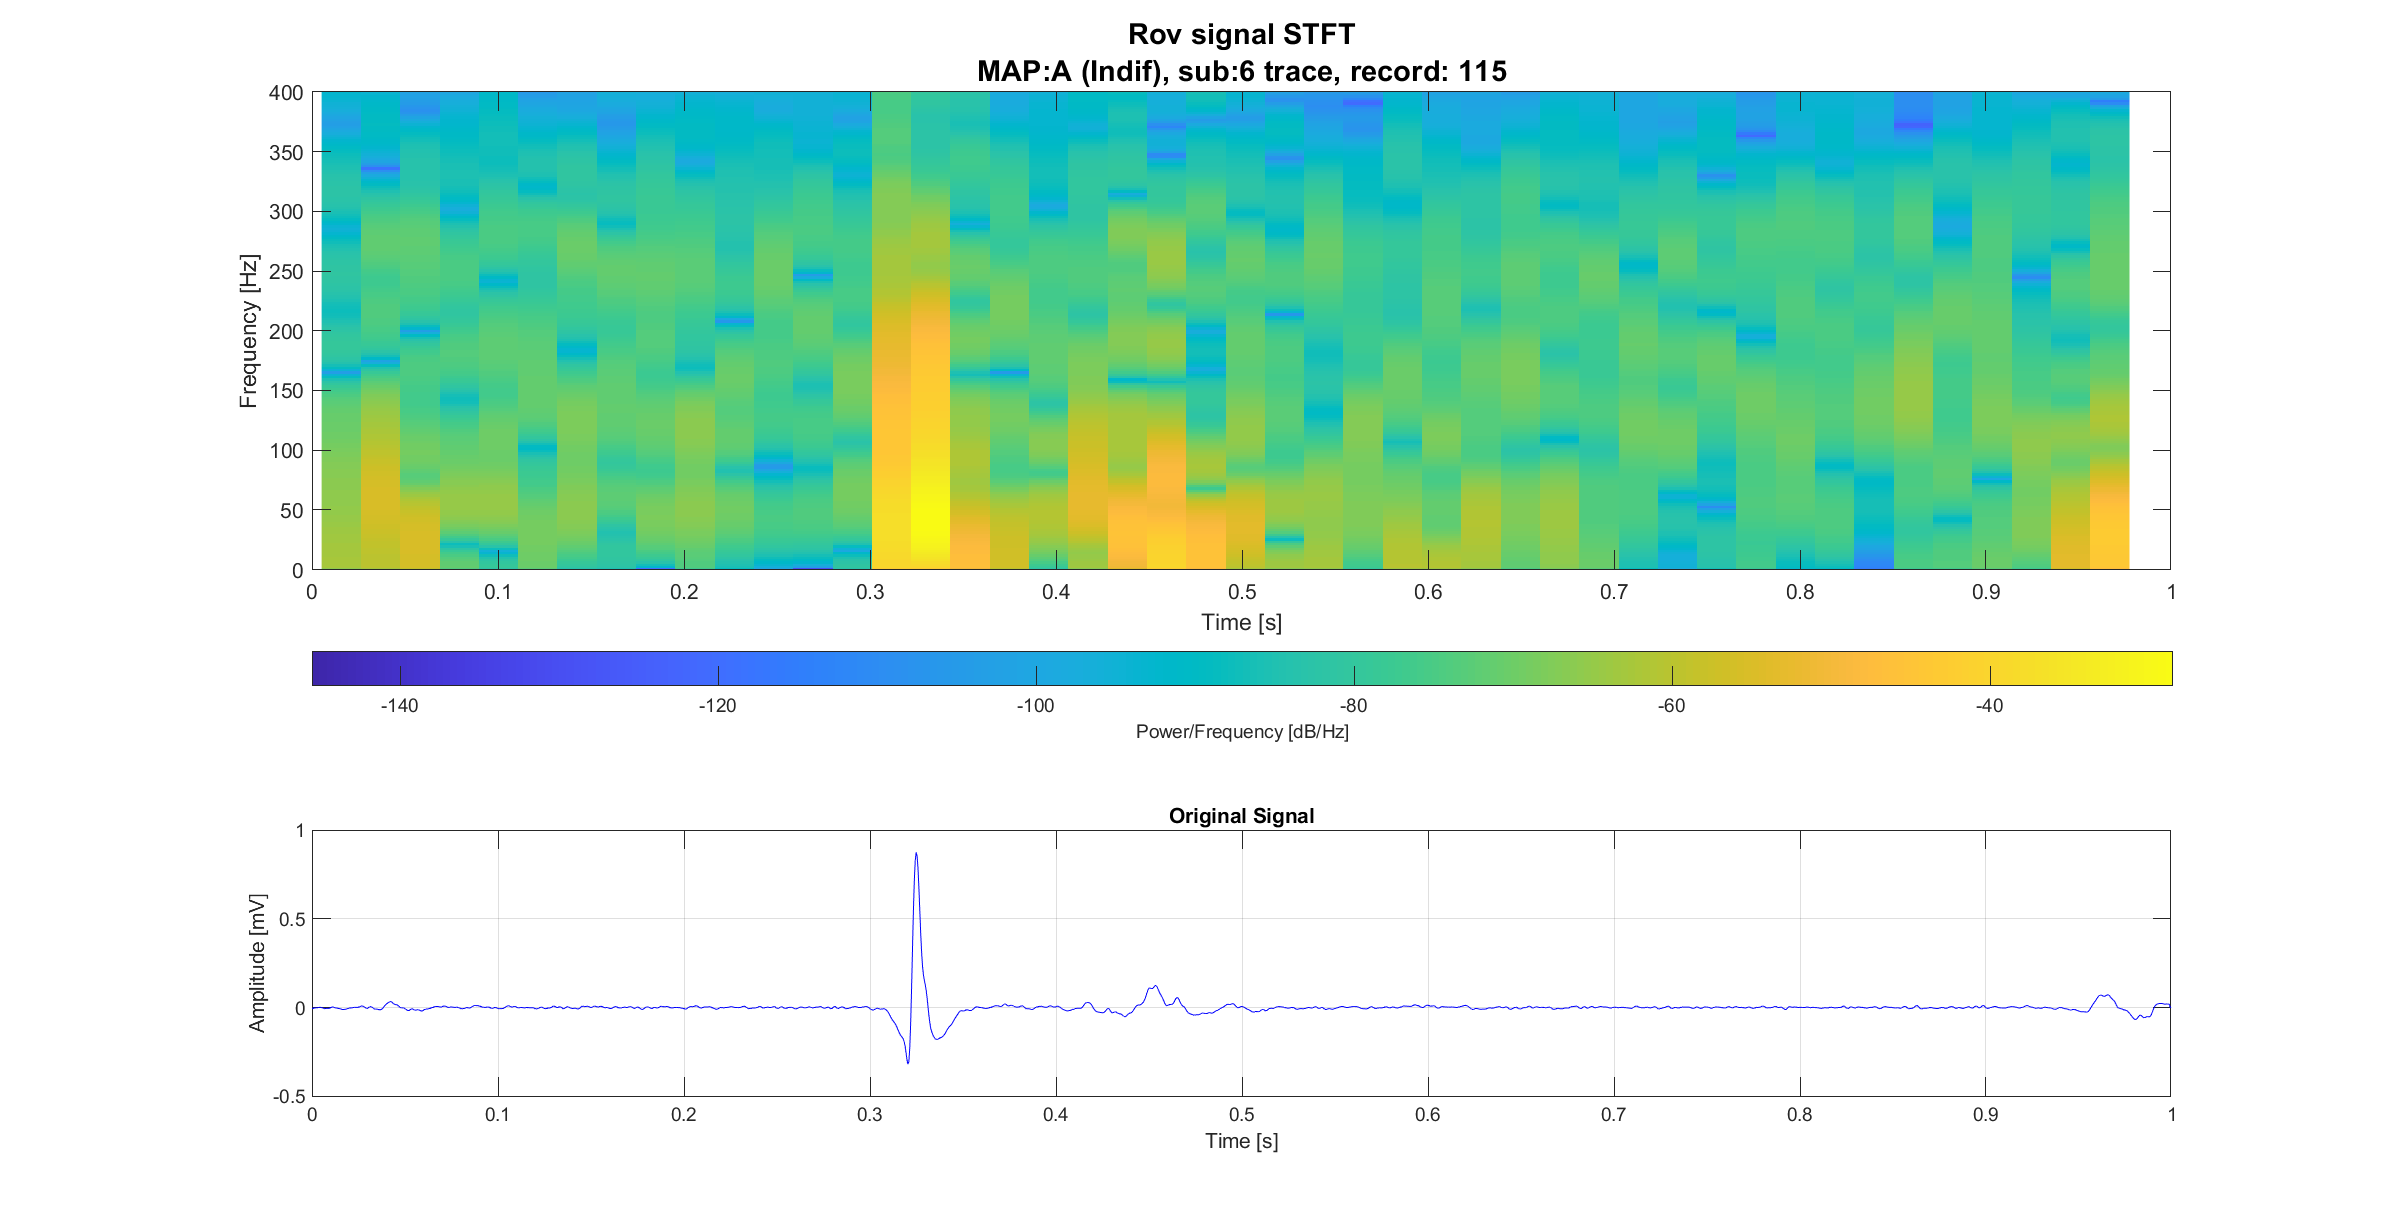 Rov signal STFT
MAP:A (Indif), sub:6 trace, record: 115
400
350
300
250
200
150
100
50
0
Frequency [Hz]
0 0.1 0.2 0.3 0.4 0.5 0.6 0.7 0.8 0.9 1
Time [s]
-140 -120 -100 -80 -60 -40
Power/Frequency [dB/Hz]
Original Signal
1
0.5
0
-0.5
Amplitude [mV]
0 0.1 0.2 0.3 0.4 0.5 0.6 0.7 0.8 0.9 1
Time [s]